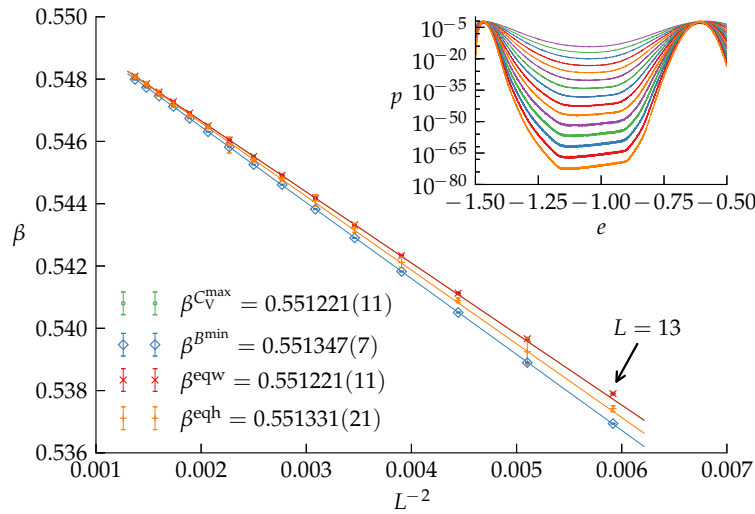 0.550
0.548
0.546
0.544
0.542
0.540
0.538
0.536
β
0.001 0.002 0.003 0.004 0.005 0.006 0.007
L⁻²
β^{C_V^max} = 0.551221(11)
β^{B^min} = 0.551347(7)
β^eqw = 0.551221(11)
β^eqh = 0.551331(21)
L = 13
10⁻⁵
10⁻²⁰
10⁻³⁵
10⁻⁵⁰
10⁻⁶⁵
10⁻⁸⁰
p
−1.50 −1.25 −1.00 −0.75 −0.50
e